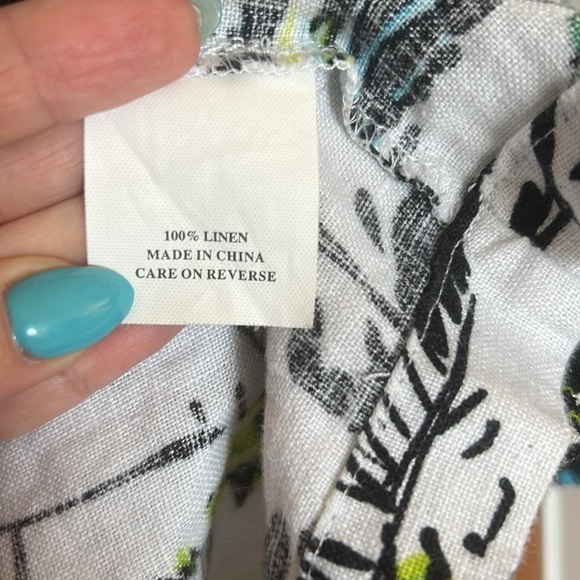 100% LINEN
MADE IN CHINA
CARE ON REVERSE